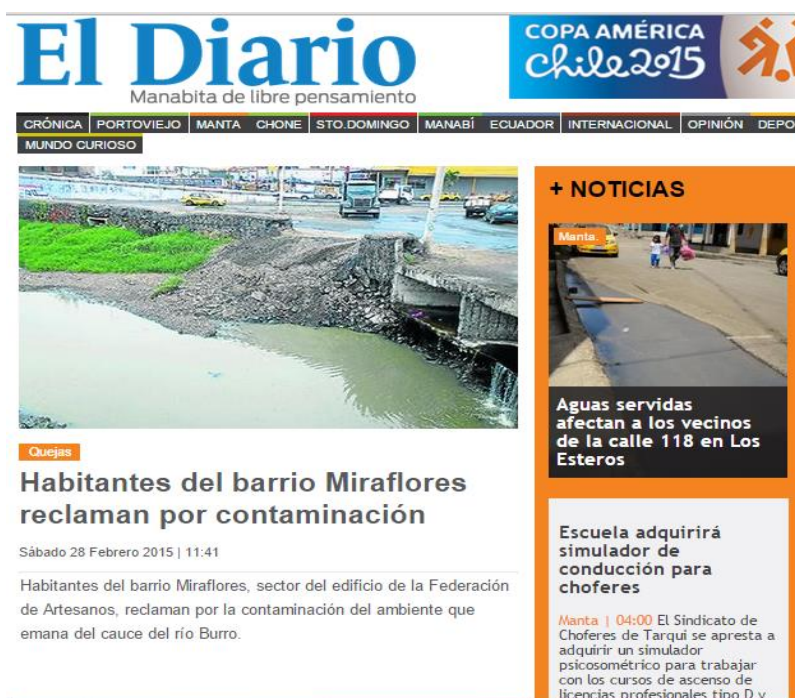 El Diario
Manabita de libre pensamiento
COPA AMÉRICA
Chile2015
CRÓNICA PORTOVIEJO MANTA CHONE STO.DOMINGO MANABÍ ECUADOR INTERNACIONAL OPINIÓN DEPO
MUNDO CURIOSO
Quejas
Habitantes del barrio Miraflores
reclaman por contaminación
Sábado 28 Febrero 2015 | 11:41
Habitantes del barrio Miraflores, sector del edificio de la Federación
de Artesanos, reclaman por la contaminación del ambiente que
emana del cauce del río Burro.
+ NOTICIAS
Manta.
Aguas servidas
afectan a los vecinos
de la calle 118 en Los
Esteros
Escuela adquirirá
simulador de
conducción para
choferes
Manta | 04:00 El Sindicato de
Choferes de Tarqui se apresta a
adquirir un simulador
psicosométrico para trabajar
con los cursos de ascenso de
licencias profesionales tipo D y